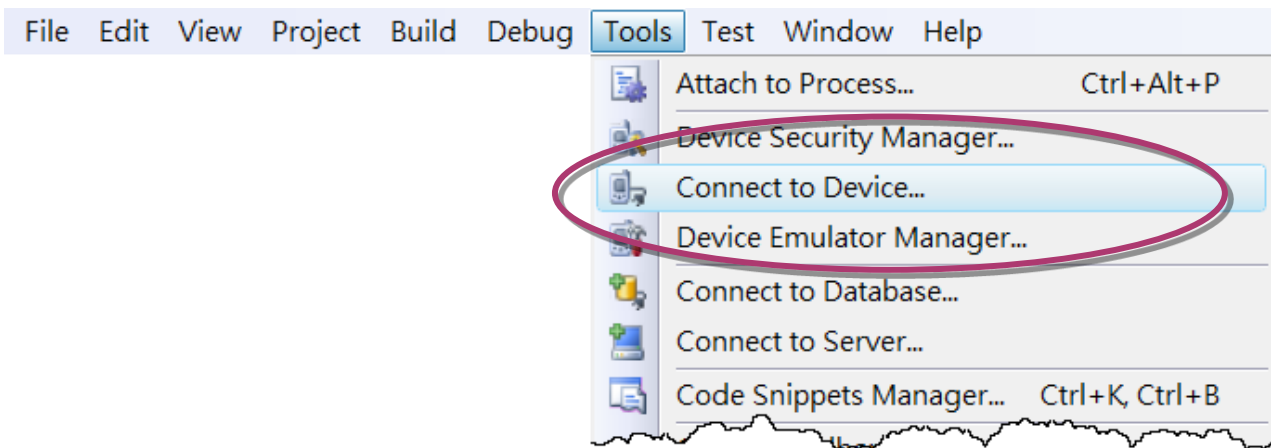 File Edit View Project Build Debug Tools Test Window Help
Attach to Process... Ctrl+Alt+P
Device Security Manager...
Connect to Device...
Device Emulator Manager...
Connect to Database...
Connect to Server...
Code Snippets Manager... Ctrl+K, Ctrl+B